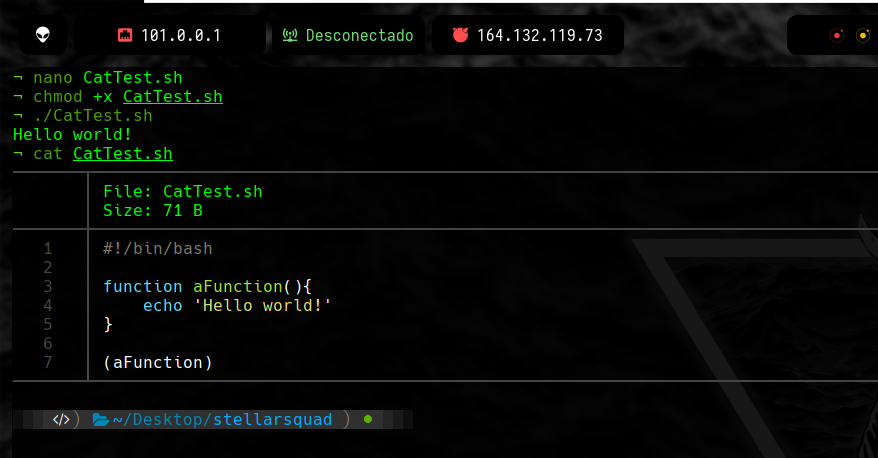 101.0.0.1 Desconectado 164.132.119.73
¬ nano CatTest.sh
¬ chmod +x CatTest.sh
¬ ./CatTest.sh
Hello world!
¬ cat CatTest.sh
File: CatTest.sh
Size: 71 B
1 #!/bin/bash
2
3 function aFunction(){
4     echo 'Hello world!'
5 }
6
7 (aFunction)
</> ) ~/Desktop/stellarsquad )